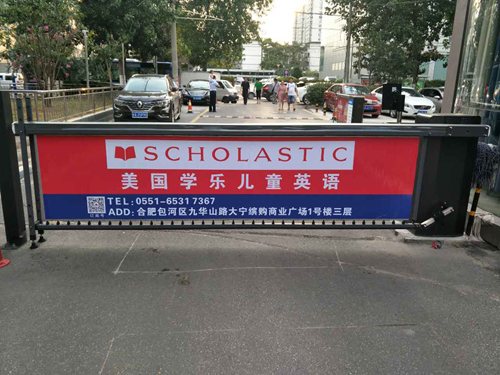 SCHOLASTIC
美国学乐儿童英语
TEL:0551-6531 7367
ADD:合肥包河区九华山路大宁缤购商业广场1号楼三层